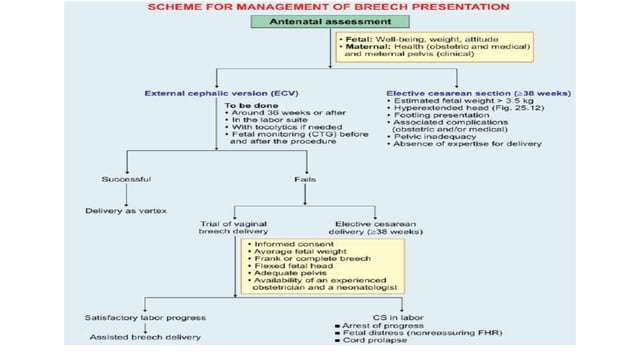 SCHEME FOR MANAGEMENT OF BREECH PRESENTATION
Antenatal assessment
• Fetal: Well-being, weight, attitude
• Maternal: Health (obstetric and medical)
and meternal pelvis (clinical)
External cephalic version (ECV)
To be done
• Around 36 weeks or after
• In the labor suite
• With tocolytics if needed
• Fetal monitoring (CTG) before
and after the procedure
Elective cesarean section (≥38 weeks)
• Estimated fetal weight > 3.5 kg
• Hyperextended head (Fig. 25.12)
• Footling presentation
• Associated complications
(obstetric and/or medical)
• Pelvic inadequacy
• Absence of expertise for delivery
Successful
Fails
Delivery as vertex
Trial of vaginal
breech delivery
Elective cesarean
delivery (≥38 weeks)
• Informed consent
• Average fetal weight
• Frank or complete breech
• Flexed fetal head
• Adequate pelvis
• Availability of an experienced
obstetrician and a neonatologist
Satisfactory labor progress
Assisted breech delivery
CS in labor
• Arrest of progress
• Fetal distress (nonreassuring FHR)
• Cord prolapse